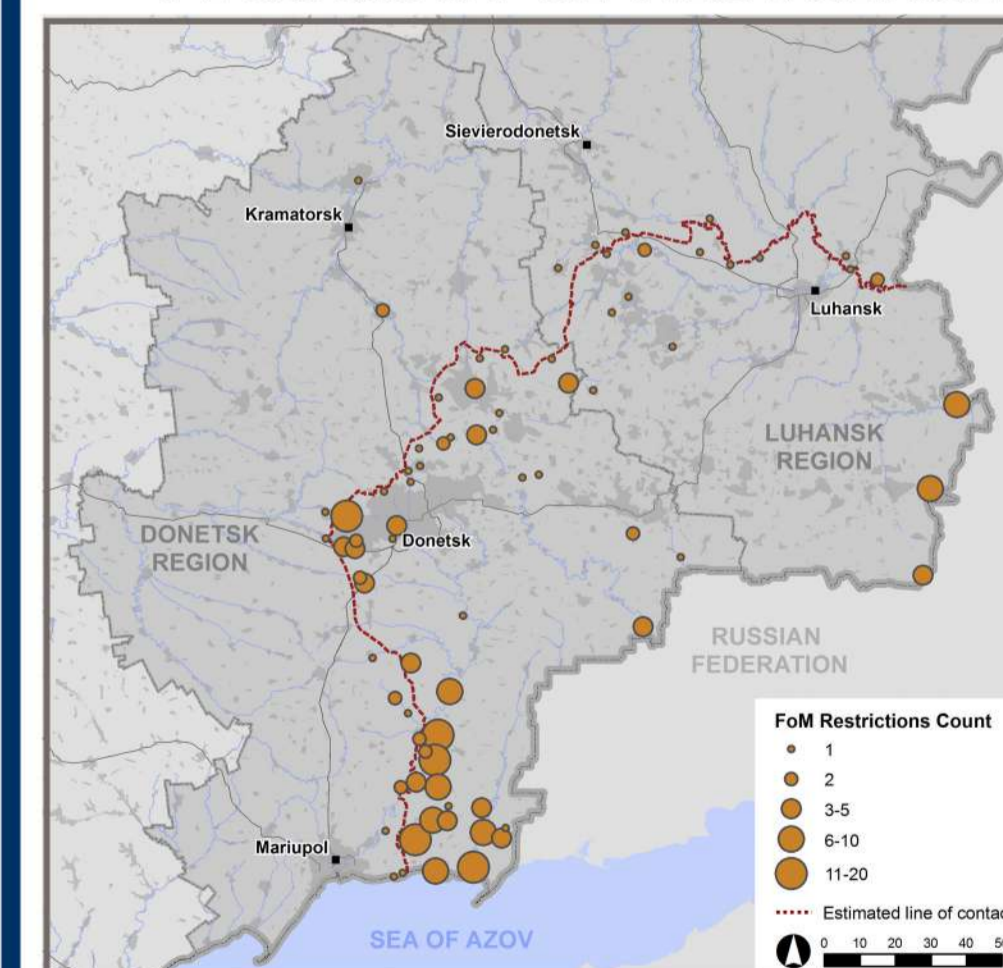 Sievierodonetsk
Kramatorsk
Luhansk
LUHANSK
REGION
DONETSK
REGION
Donetsk
RUSSIAN
FEDERATION
FoM Restrictions Count
1
2
3-5
6-10
11-20
Mariupol
Estimated line of contac
SEA OF AZOV
0 10 20 30 40 50